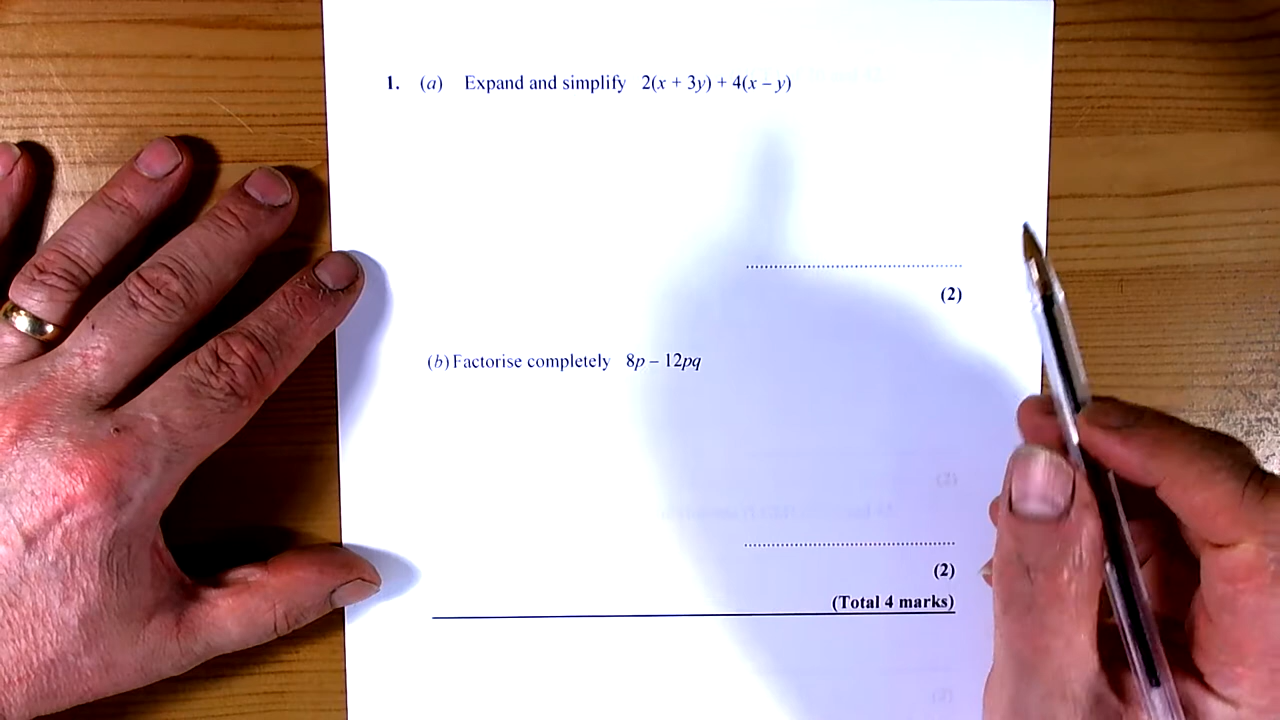 1. (a) Expand and simplify 2(x + 3y) + 4(x – y)
..........................................
(2)
(b) Factorise completely 8p – 12pq
..........................................
(2)
(Total 4 marks)